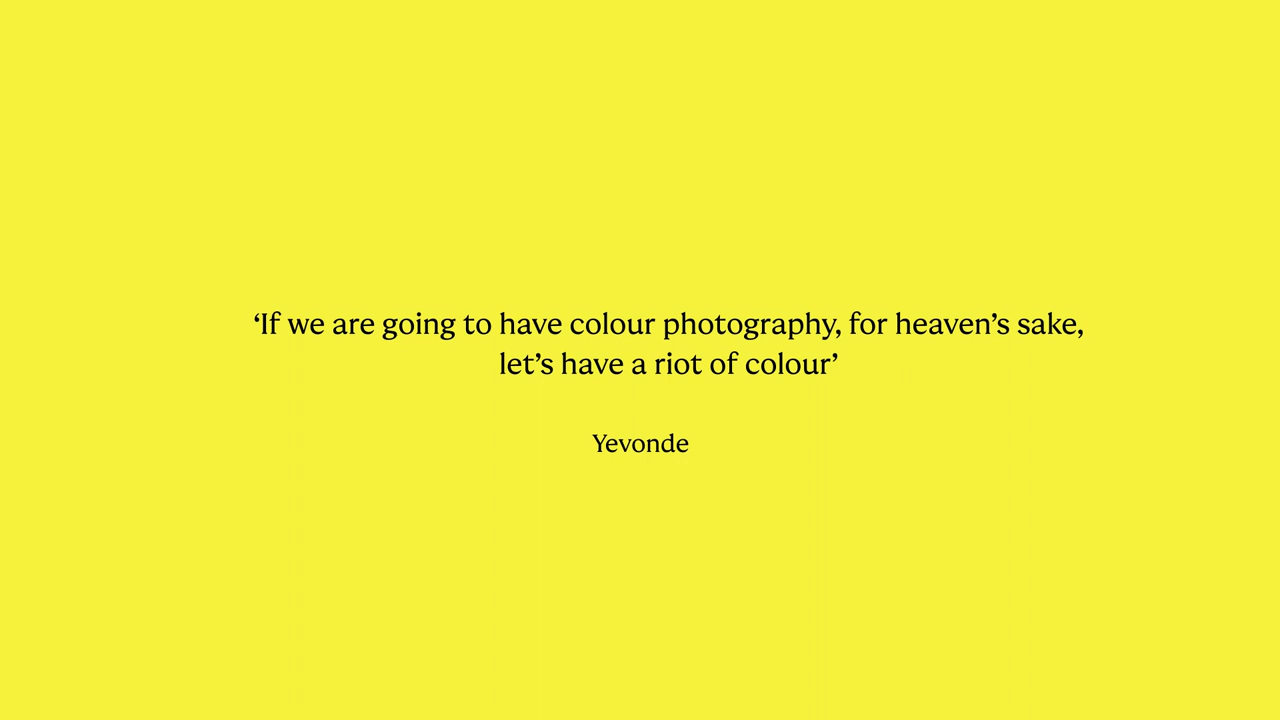 ‘If we are going to have colour photography, for heaven’s sake,
let’s have a riot of colour’
Yevonde